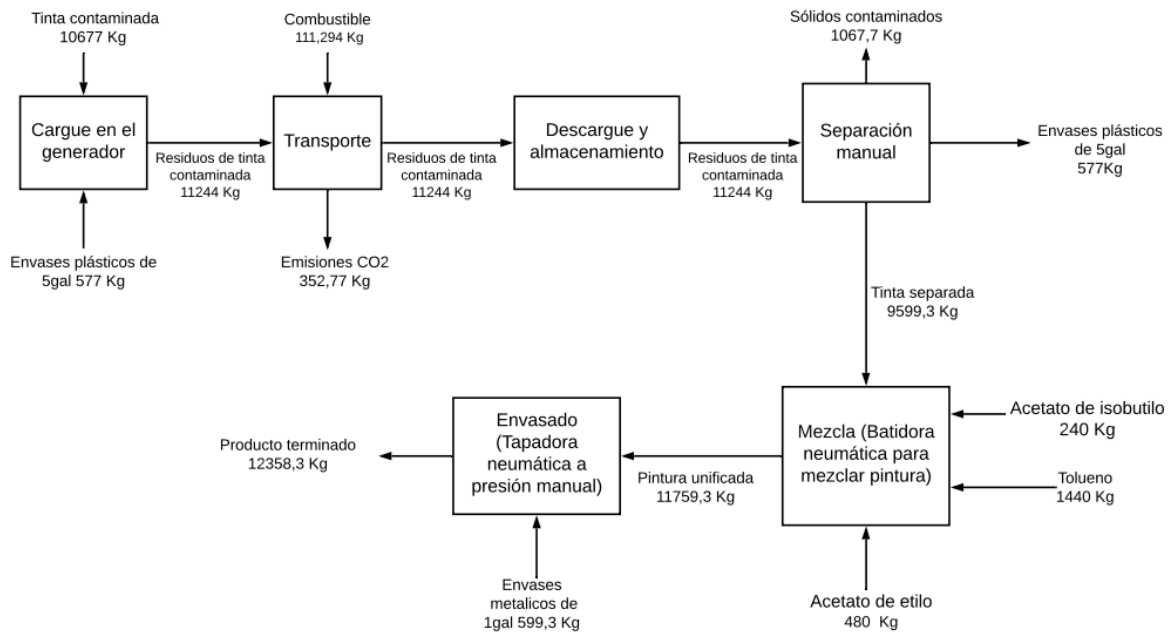 Tinta contaminada
10677 Kg
Combustible
111,294 Kg
Sólidos contaminados
1067,7 Kg
Cargue en el
generador
Residuos de tinta
contaminada
11244 Kg
Transporte
Residuos de tinta
contaminada
11244 Kg
Descargue y
almacenamiento
Residuos de tinta
contaminada
11244 Kg
Separación
manual
Envases plásticos
de 5gal
577Kg
Envases plásticos de
5gal 577 Kg
Emisiones CO2
352,77 Kg
Tinta separada
9599,3 Kg
Producto terminado
12358,3 Kg
Envasado
(Tapadora
neumática a
presión manual)
Pintura unificada
11759,3 Kg
Mezcla (Batidora
neumática para
mezclar pintura)
Acetato de isobutilo
240 Kg
Tolueno
1440 Kg
Envases
metalicos de
1gal 599,3 Kg
Acetato de etilo
480 Kg